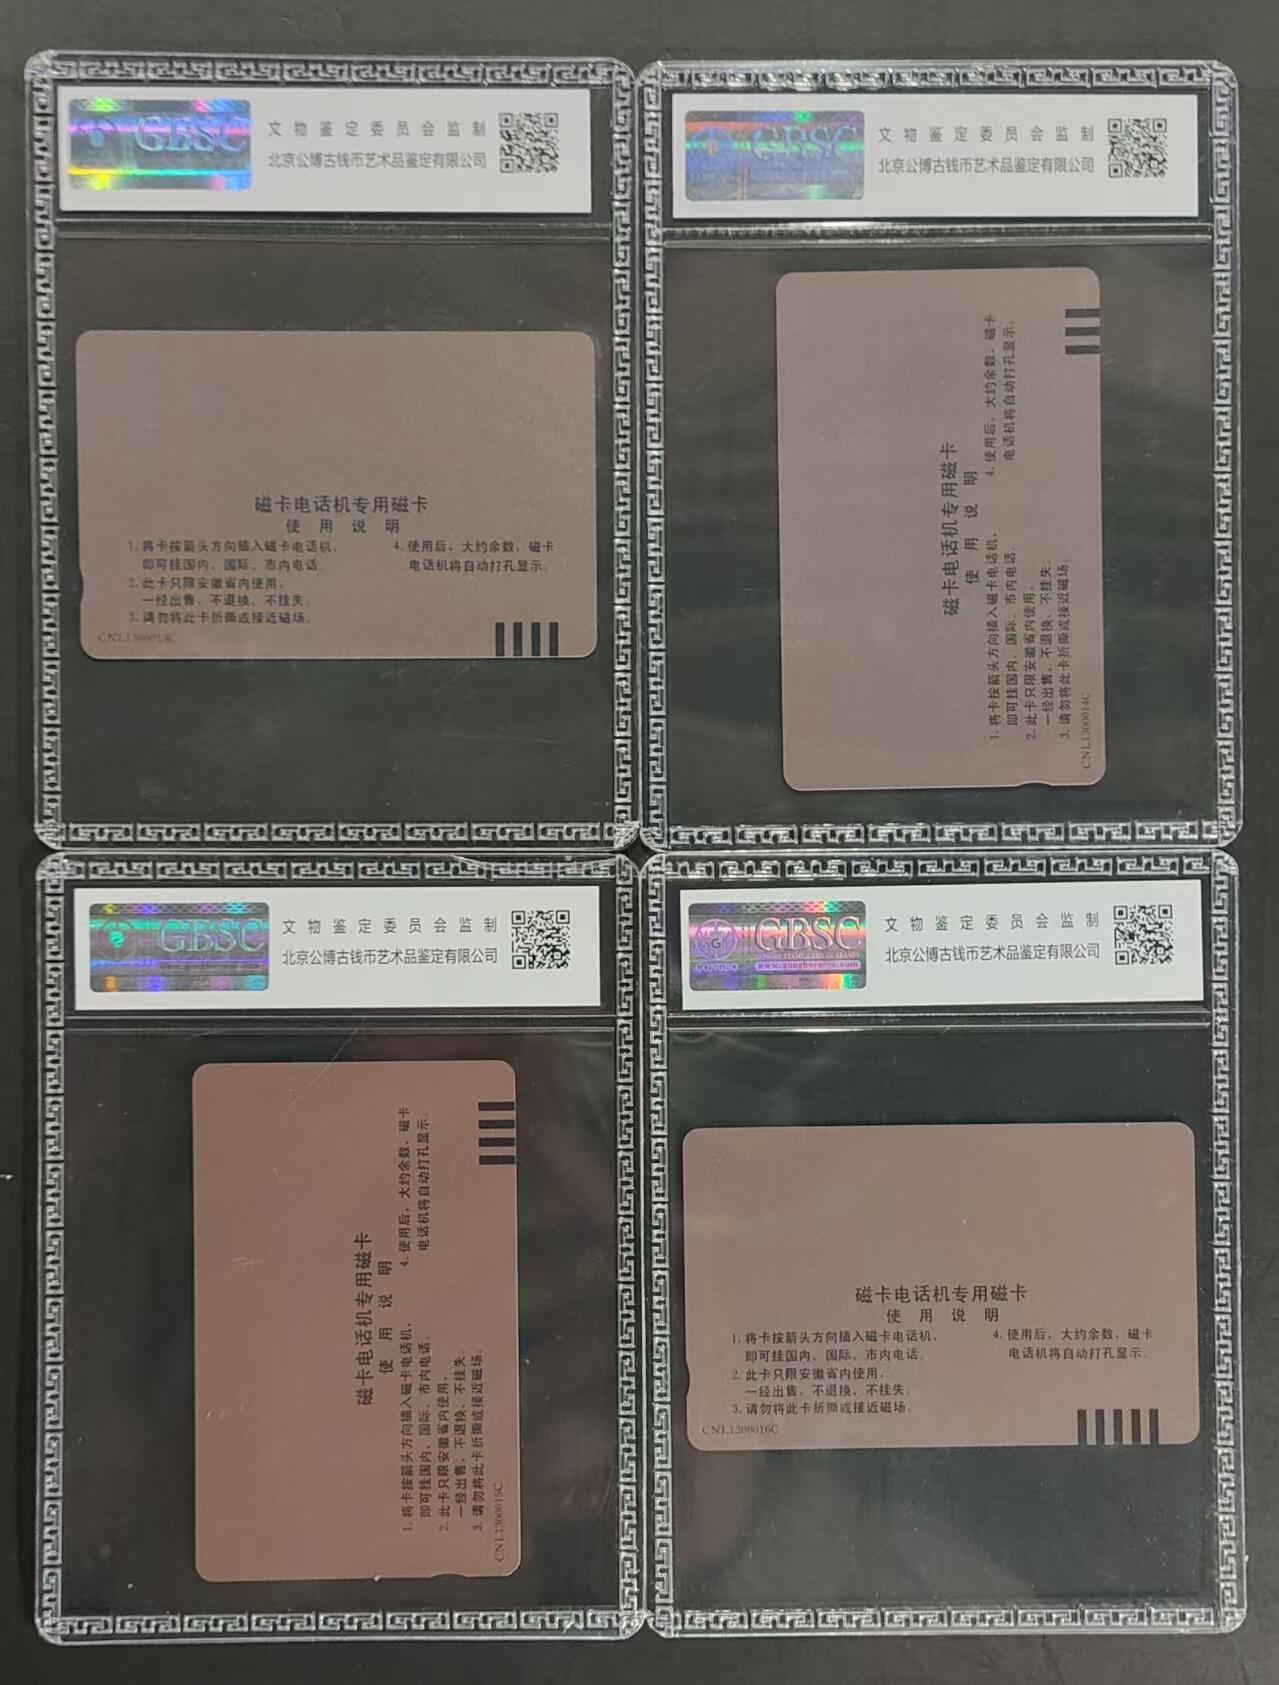 GBSC
文物鉴定委员会监制
北京公博古钱币艺术品鉴定有限公司
磁卡电话机专用磁卡
使用说明
1. 将卡按箭头方向插入磁卡电话机，
即可挂国内、国际、市内电话。
2. 此卡只限安徽省内使用，
一经出售，不退换、不挂失。
3. 请勿将此卡折撕或接近磁场。
4. 使用后，大约余数，磁卡
电话机将自动打孔显示。
CNL1300013C
GBSC
文物鉴定委员会监制
北京公博古钱币艺术品鉴定有限公司
磁卡电话机专用磁卡
使用说明
1. 将卡按箭头方向插入磁卡电话机，
即可挂国内、国际、市内电话。
2. 此卡只限安徽省内使用，
一经出售，不退换、不挂失。
3. 请勿将此卡折撕或接近磁场。
4. 使用后，大约余数，磁卡
电话机将自动打孔显示。
CNL1300014C
GBSC
文物鉴定委员会监制
北京公博古钱币艺术品鉴定有限公司
磁卡电话机专用磁卡
使用说明
1. 将卡按箭头方向插入磁卡电话机，
即可挂国内、国际、市内电话。
2. 此卡只限安徽省内使用，
一经出售，不退换、不挂失。
3. 请勿将此卡折撕或接近磁场。
4. 使用后，大约余数，磁卡
电话机将自动打孔显示。
CNL1300015C
GONGBO
GBSC
www.gongbocoins.com
文物鉴定委员会监制
北京公博古钱币艺术品鉴定有限公司
磁卡电话机专用磁卡
使用说明
1. 将卡按箭头方向插入磁卡电话机，
即可挂国内、国际、市内电话。
2. 此卡只限安徽省内使用，
一经出售，不退换、不挂失。
3. 请勿将此卡折撕或接近磁场。
4. 使用后，大约余数，磁卡
电话机将自动打孔显示。
CNL1300016C